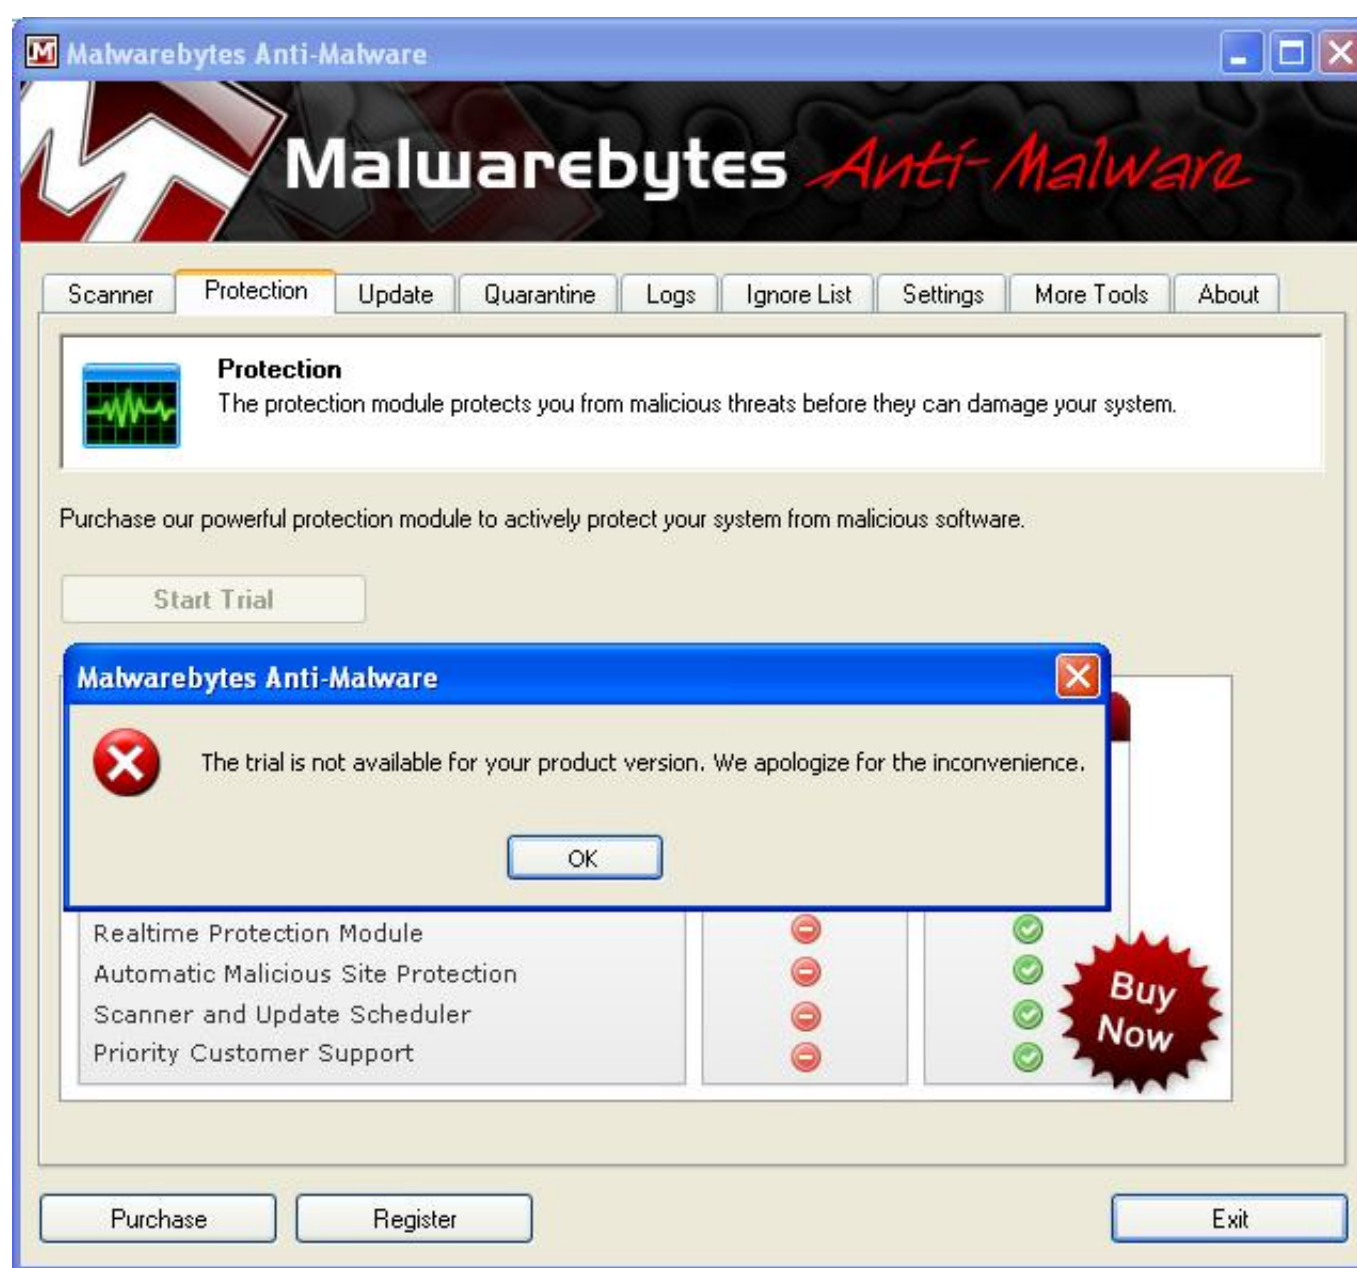 Malwarebytes Anti-Malware
Malwarebytes Anti-Malware
Scanner Protection Update Quarantine Logs Ignore List Settings More Tools About
Protection
The protection module protects you from malicious threats before they can damage your system.
Purchase our powerful protection module to actively protect your system from malicious software.
Start Trial
Malwarebytes Anti-Malware
The trial is not available for your product version. We apologize for the inconvenience.
OK
Realtime Protection Module
Automatic Malicious Site Protection
Scanner and Update Scheduler
Priority Customer Support
Buy
Now
Purchase Register Exit